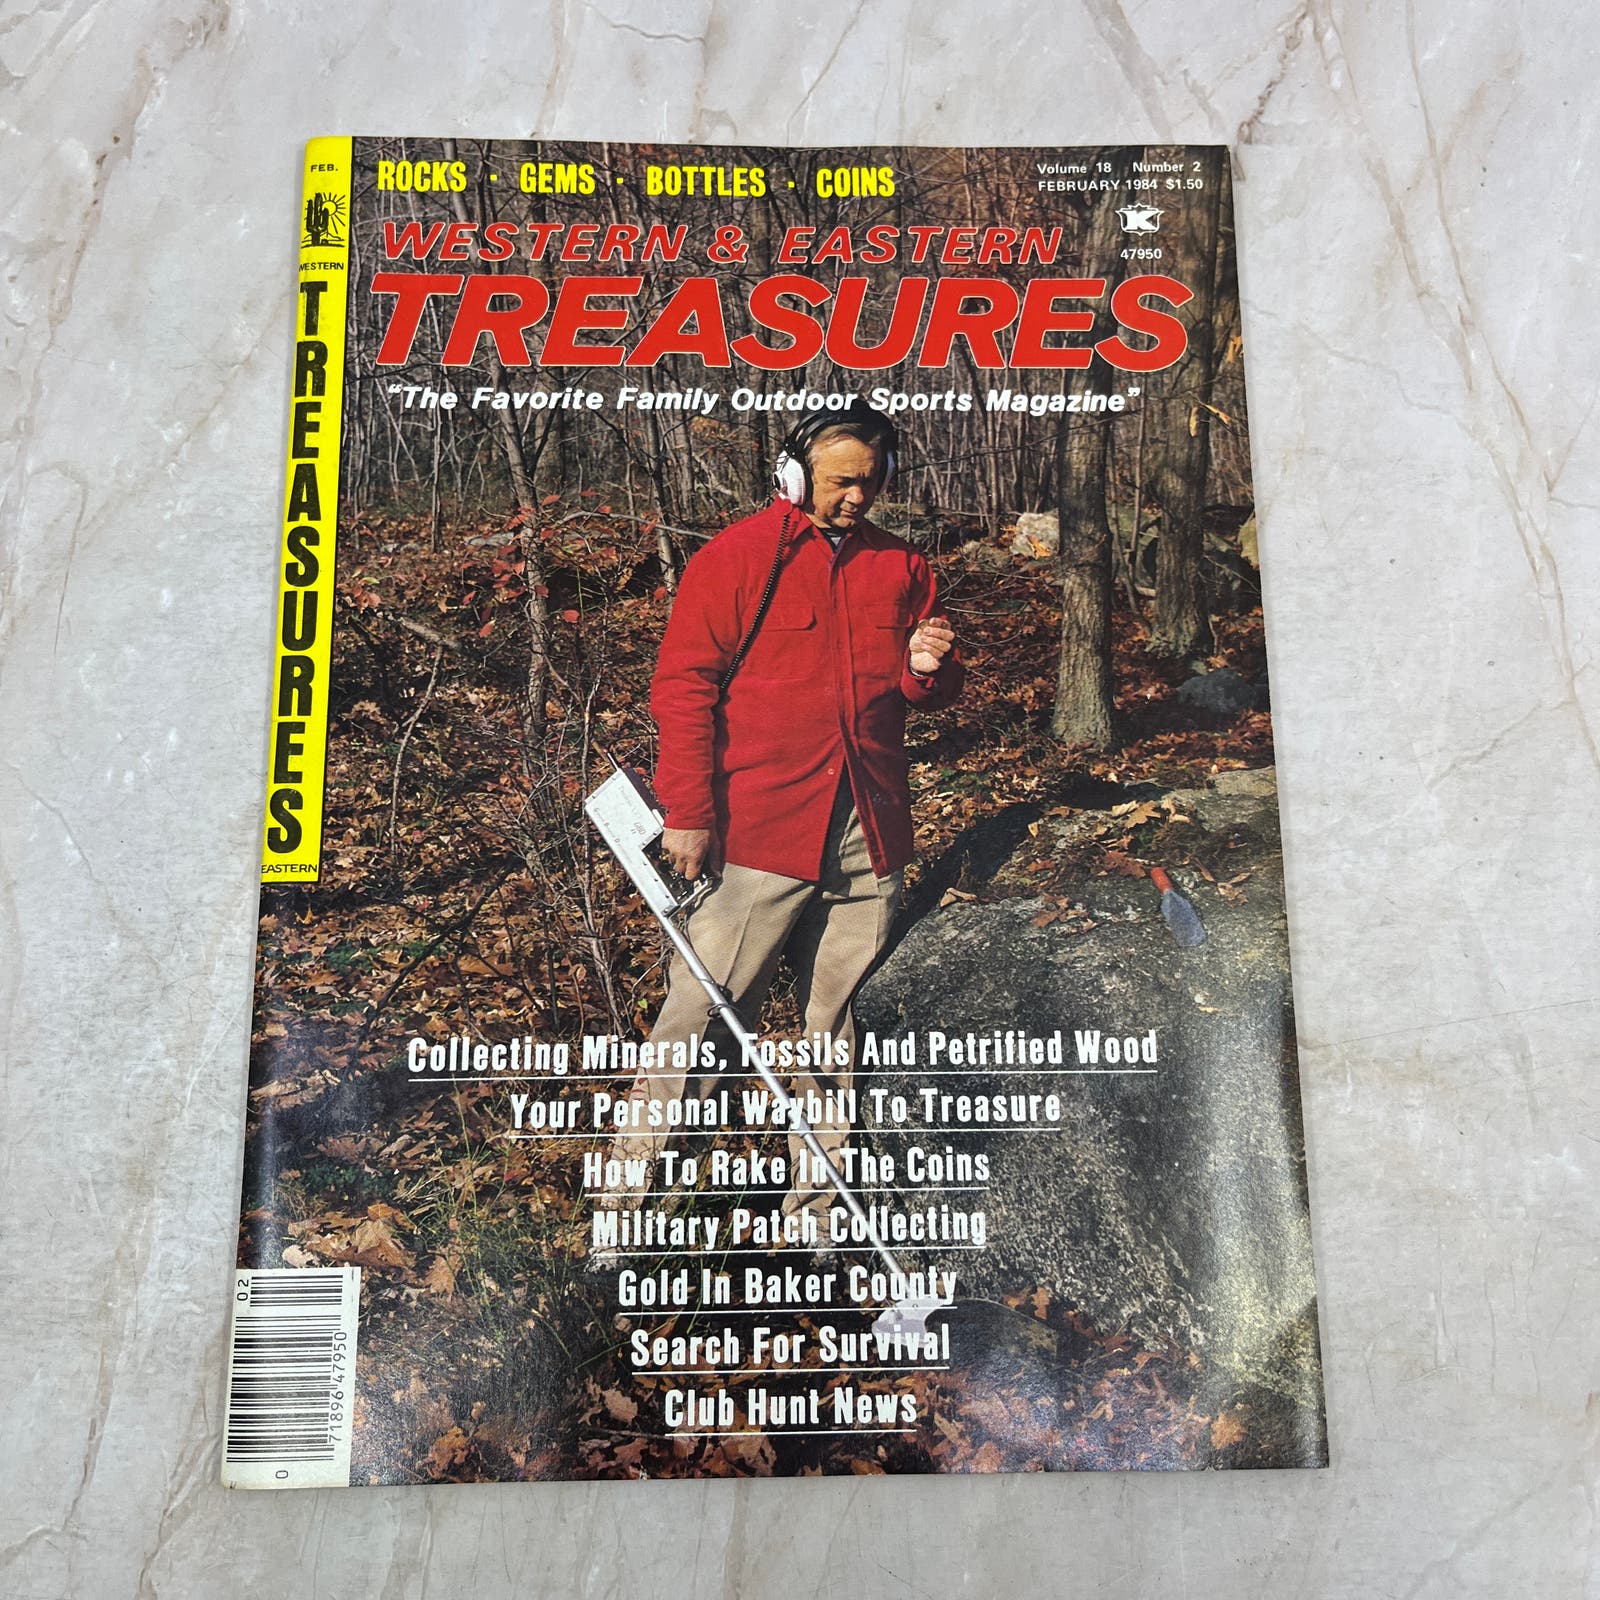 FEB.
WESTERN
TREASURES
EASTERN
ROCKS · GEMS · BOTTLES · COINS
Volume 18 Number 2
FEBRUARY 1984 $1.50
K
47950
WESTERN & EASTERN
TREASURES
"The Favorite Family Outdoor Sports Magazine"
Collecting Minerals, Fossils And Petrified Wood
Your Personal Waybill To Treasure
How To Rake In The Coins
Military Patch Collecting
Gold In Baker County
Search For Survival
Club Hunt News
02
71896 47950
0